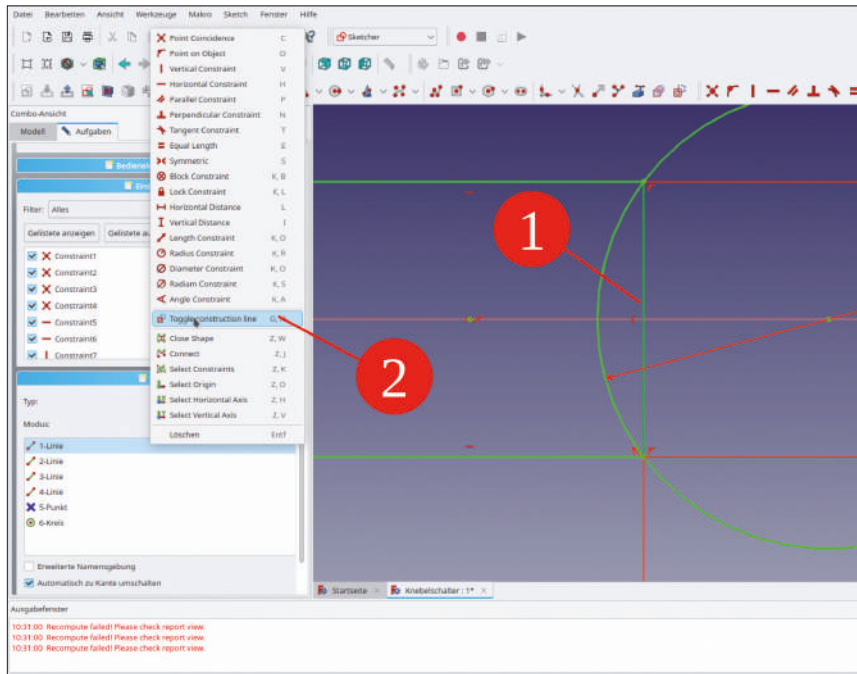 Datei Bearbeiten Ansicht Werkzeuge Makro Sketch Fenster Hilfe
Sketcher
Combo-Ansicht
Modell Aufgaben
Filter: Alles
Gelistete anzeigen
Constraint1
Constraint2
Constraint3
Constraint4
Constraint5
Constraint6
Constraint7
Typ:
Modus:
1-Linie
2-Linie
3-Linie
4-Linie
5-Punkt
6-Kreis
Erweiterte Namensgebung
Automatisch zu Kante umschalten
Point Coincidence C
Point on Object O
Vertical Constraint V
Horizontal Constraint H
Parallel Constraint P
Perpendicular Constraint N
Tangent Constraint T
Equal Length E
Symmetric S
Block Constraint K, B
Lock Constraint K, L
Horizontal Distance L
Vertical Distance I
Length Constraint K, D
Radius Constraint K, R
Diameter Constraint K, O
Radiam Constraint K, S
Angle Constraint K, A
Toggle construction line
Close Shape Z, W
Connect Z, J
Select Constraints Z, K
Select Origin Z, O
Select Horizontal Axis Z, H
Select Vertical Axis Z, V
Löschen Entf
1
2
Startseite Knebelschalter : 1*
Ausgabefenster
10:31:00 Recompute failed! Please check report view.
10:31:00 Recompute failed! Please check report view.
10:31:00 Recompute failed! Please check report view.